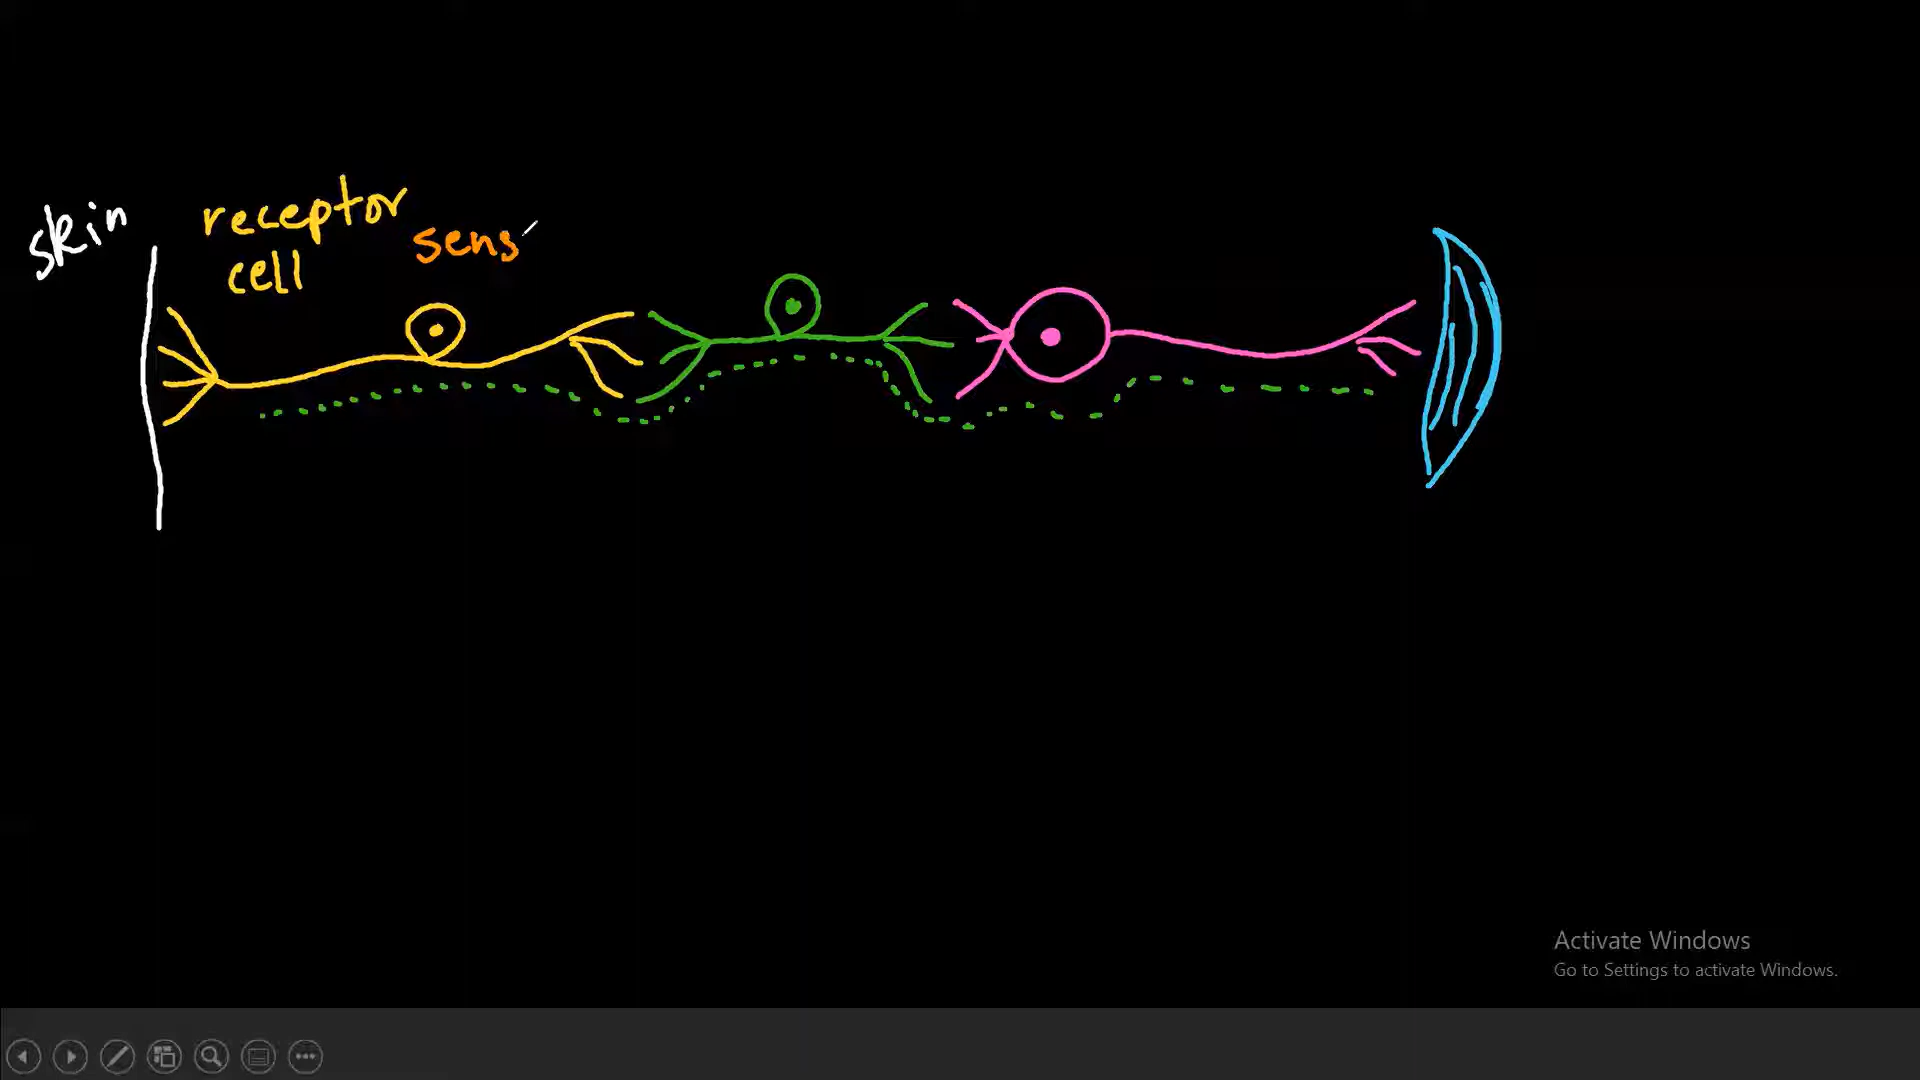 skin
receptor
cell
sens
Activate Windows
Go to Settings to activate Windows.